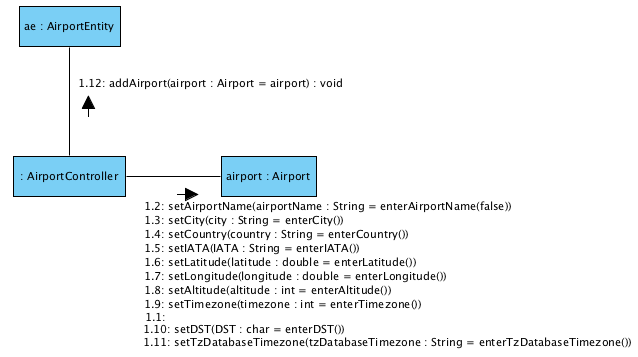 ae : AirportEntity
1.12: addAirport(airport : Airport = airport) : void
: AirportController
airport : Airport
1.2: setAirportName(airportName : String = enterAirportName(false))
1.3: setCity(city : String = enterCity())
1.4: setCountry(country : String = enterCountry())
1.5: setIATA(IATA : String = enterIATA())
1.6: setLatitude(latitude : double = enterLatitude())
1.7: setLongitude(longitude : double = enterLongitude())
1.8: setAltitude(altitude : int = enterAltitude())
1.9: setTimezone(timezone : int = enterTimezone())
1.1:
1.10: setDST(DST : char = enterDST())
1.11: setTzDatabaseTimezone(tzDatabaseTimezone : String = enterTzDatabaseTimezone())